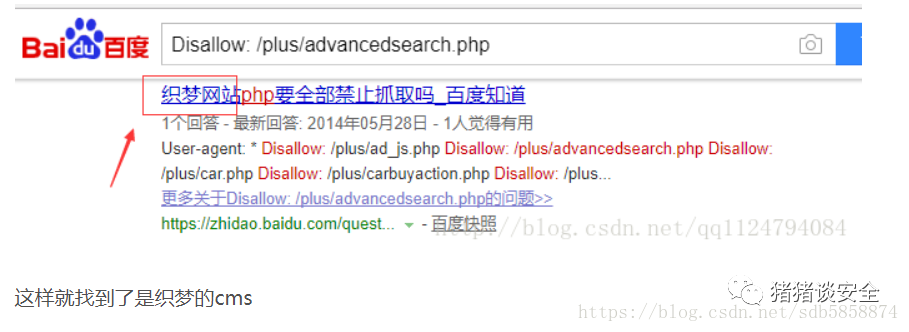 Bai du 百度 Disallow: /plus/advancedsearch.php
织梦网站php要全部禁止抓取吗_百度知道
1个回答 - 最新回答: 2014年05月28日 - 1人觉得有用
User-agent: * Disallow: /plus/ad_js.php Disallow: /plus/advancedsearch.php Disallow:
/plus/car.php Disallow: /plus/carbuyaction.php Disallow: /plus...
更多关于Disallow: /plus/advancedsearch.php的问题>>
https://zhidao.baidu.com/quest... - 百度快照
http://blog.csdn.net/qq1124794084
这样就找到了是织梦的cms
猪猪谈安全
https://blog.csdn.net/sdb5858874